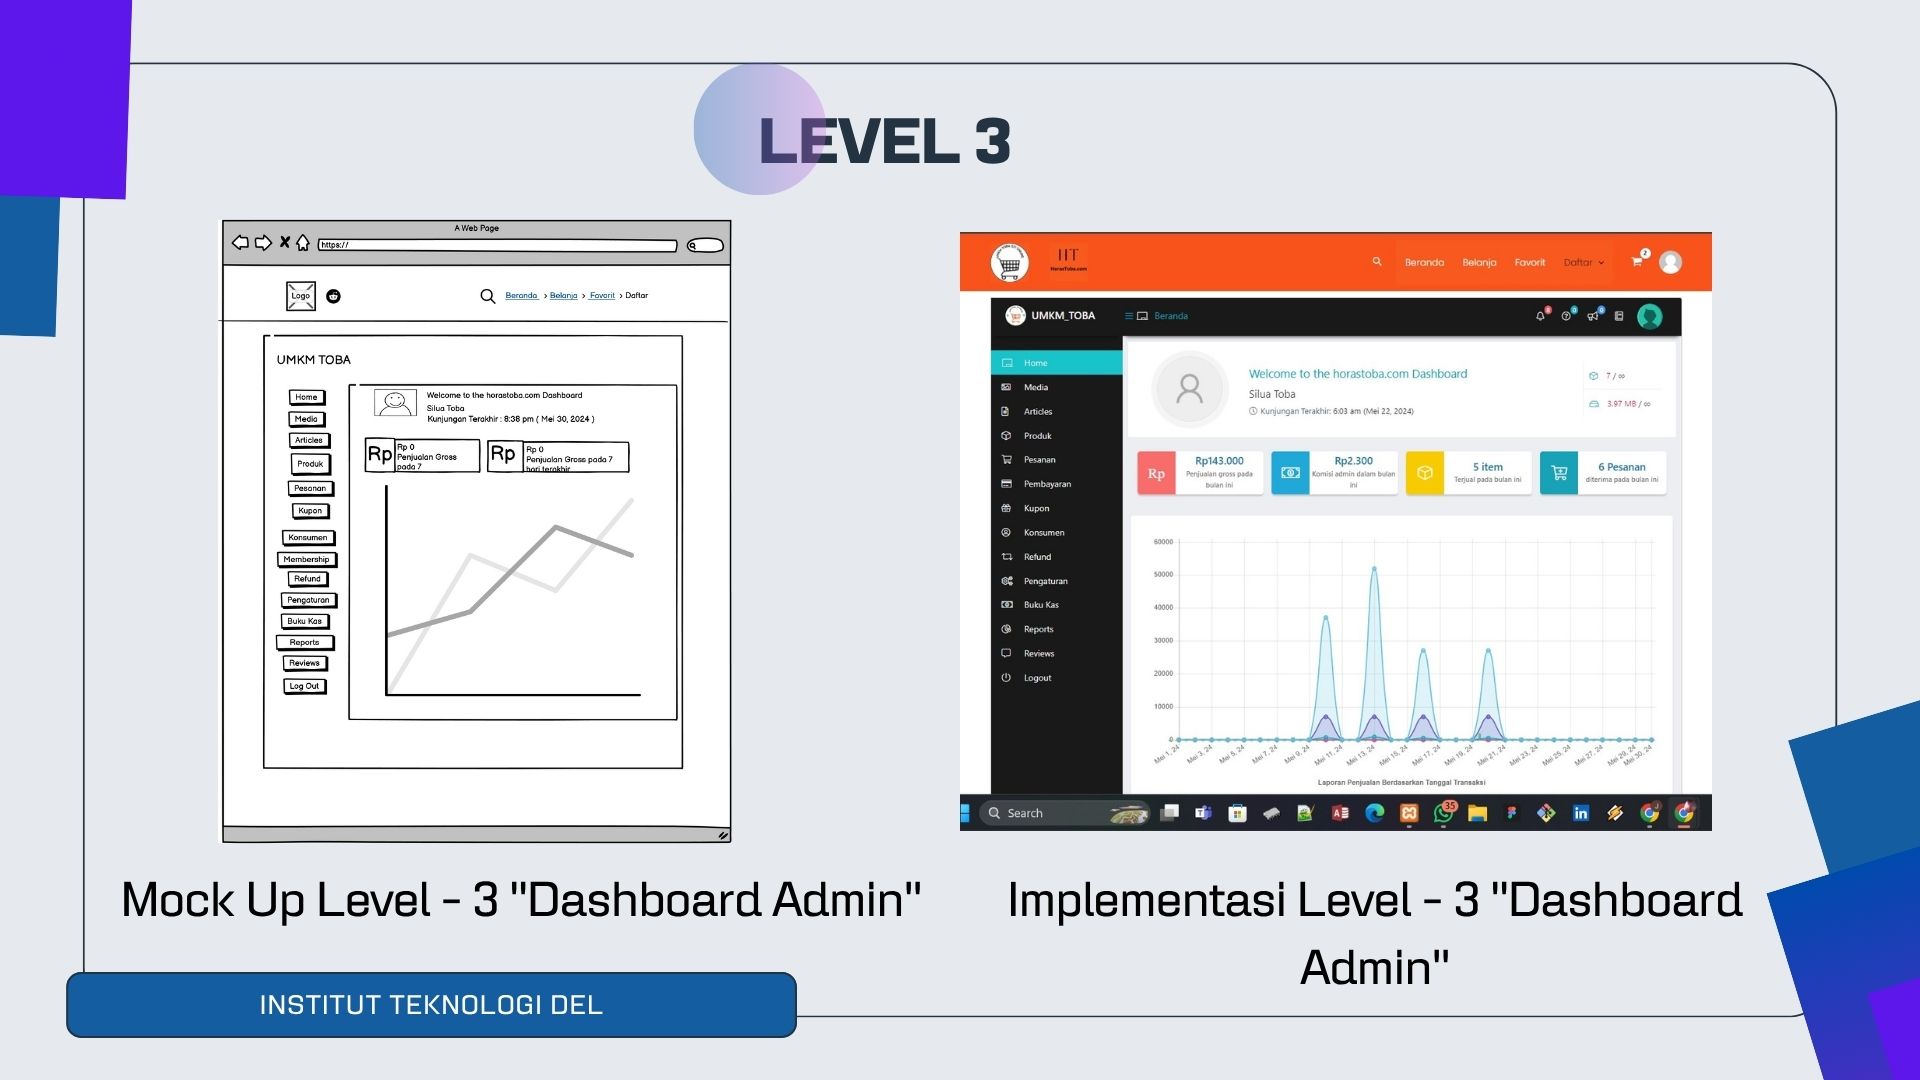 LEVEL 3
A Web Page
https://
Logo
Beranda > Belanja > Favorit > Daftar
UMKM TOBA
Home
Media
Articles
Produk
Pesanan
Kupon
Konsumen
Membership
Refund
Pengaturan
Buku Kas
Reports
Reviews
Log Out
Welcome to the horastoba.com Dashboard
Silua Toba
Kunjungan Terakhir : 8:38 pm ( Mei 30, 2024 )
Rp
Rp 0
Penjualan Gross
pada 7
Rp
Rp 0
Penjualan Gross pada 7
hari terakhir
HT
HorasToba.com
Beranda
Belanja
Favorit
Daftar
2
UMKM_TOBA
Beranda
Home
Media
Articles
Produk
Pesanan
Pembayaran
Kupon
Konsumen
Refund
Pengaturan
Buku Kas
Reports
Reviews
Logout
Welcome to the horastoba.com Dashboard
Silua Toba
Kunjungan Terakhir: 6:03 am (Mei 22, 2024)
7 / ∞
3.97 MB / ∞
Rp
Rp143.000
Penjualan gross pada
bulan ini
Rp2.300
Komisi admin dalam bulan
ini
5 item
Terjual pada bulan ini
6 Pesanan
diterima pada bulan ini
60000
50000
40000
30000
20000
10000
0
Mei 1, 24
Mei 3, 24
Mei 5, 24
Mei 7, 24
Mei 9, 24
Mei 11, 24
Mei 13, 24
Mei 15, 24
Mei 17, 24
Mei 19, 24
Mei 21, 24
Mei 23, 24
Mei 25, 24
Mei 27, 24
Mei 29, 24
Mei 30, 24
Laporan Penjualan Berdasarkan Tanggal Transaksi
Search
35
Mock Up Level - 3 "Dashboard Admin"
Implementasi Level - 3 "Dashboard
Admin"
INSTITUT TEKNOLOGI DEL